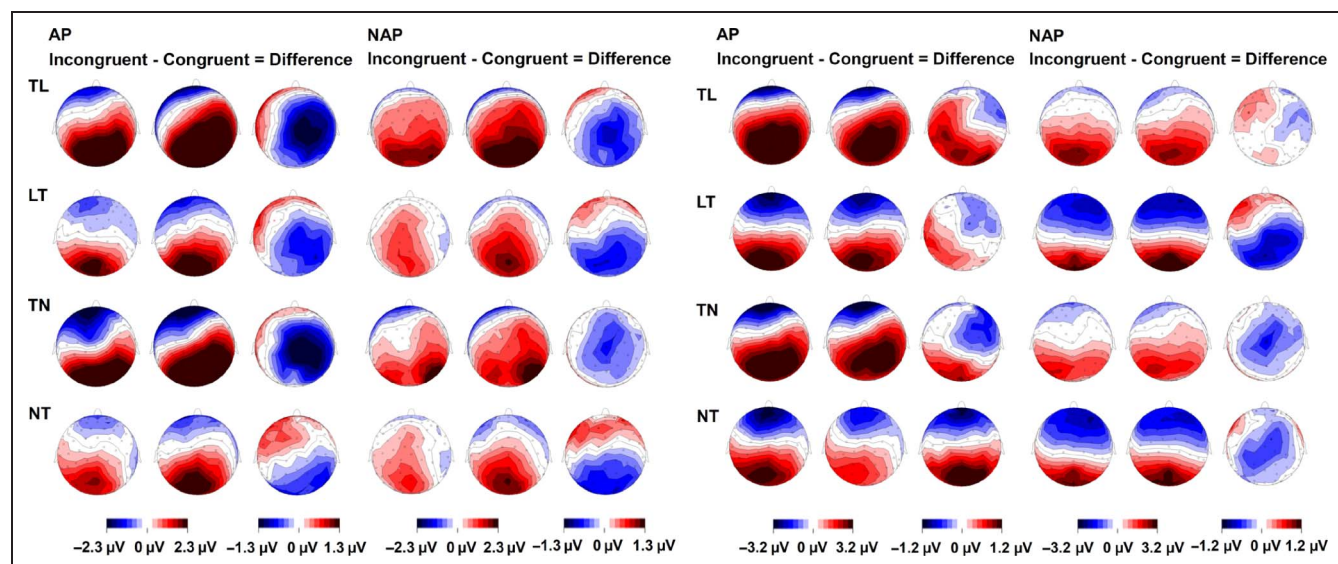 AP NAP
Incongruent - Congruent = Difference Incongruent - Congruent = Difference
TL
LT
TN
NT
−2.3 µV 0 µV 2.3 µV −1.3 µV 0 µV 1.3 µV −2.3 µV 0 µV 2.3 µV −1.3 µV 0 µV 1.3 µV
AP NAP
Incongruent - Congruent = Difference Incongruent - Congruent = Difference
TL
LT
TN
NT
−3.2 µV 0 µV 3.2 µV −1.2 µV 0 µV 1.2 µV −3.2 µV 0 µV 3.2 µV −1.2 µV 0 µV 1.2 µV